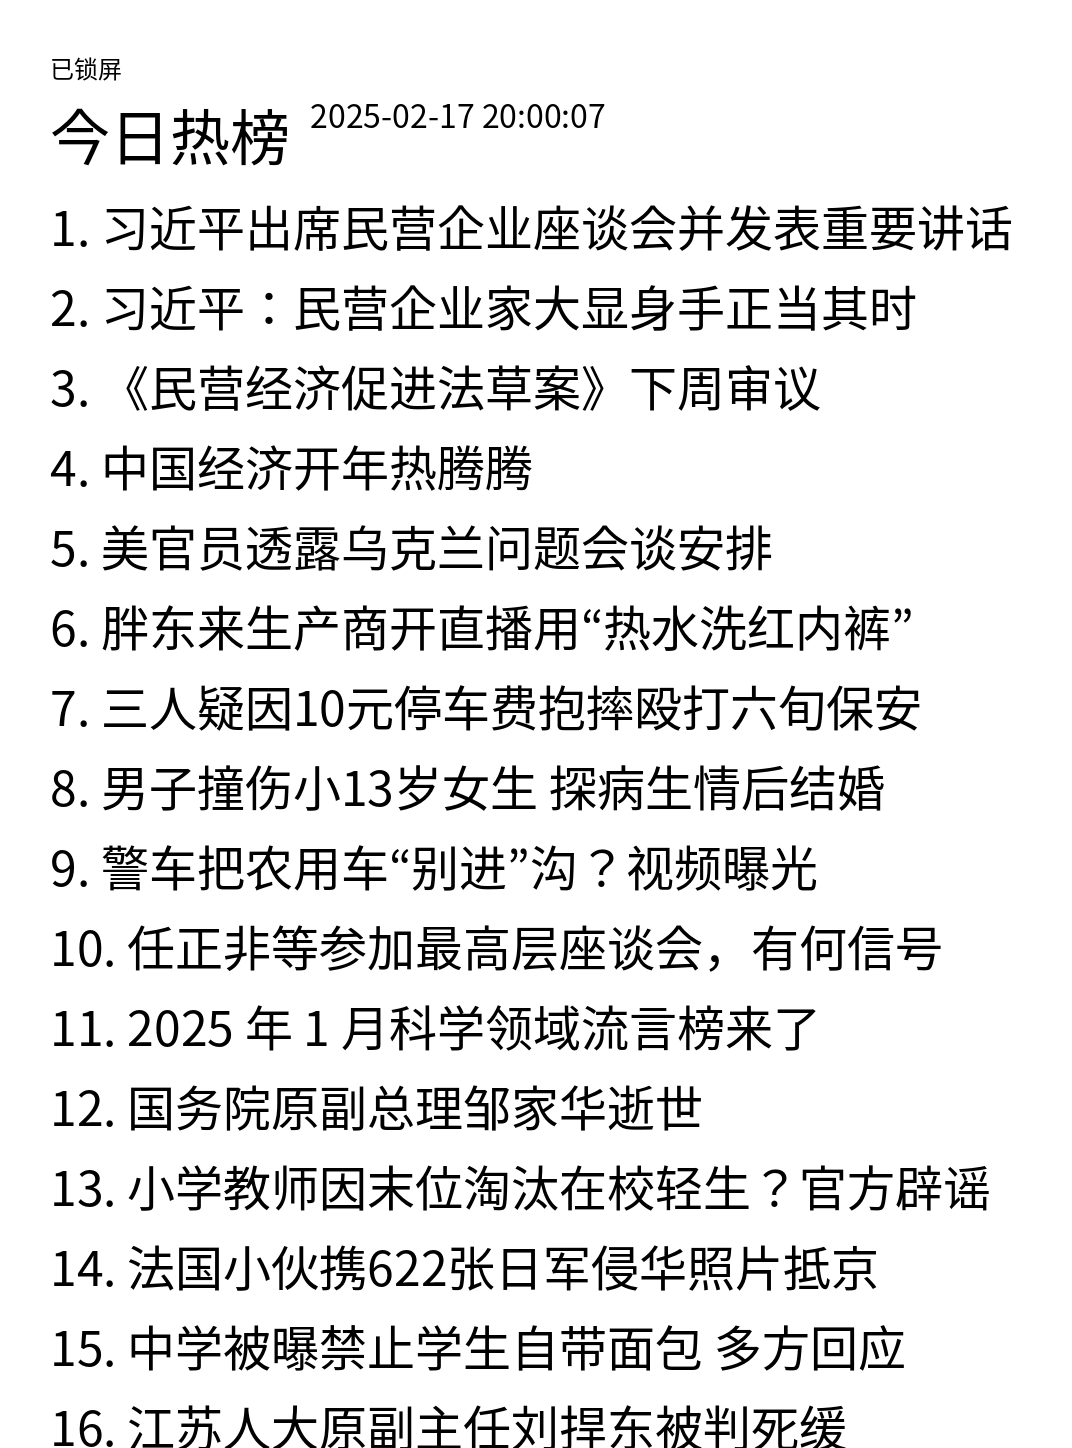 已锁屏
今日热榜 2025-02-17 20:00:07
1. 习近平出席民营企业座谈会并发表重要讲话
2. 习近平：民营企业家大显身手正当其时
3. 《民营经济促进法草案》下周审议
4. 中国经济开年热腾腾
5. 美官员透露乌克兰问题会谈安排
6. 胖东来生产商开直播用“热水洗红内裤”
7. 三人疑因10元停车费抱摔殴打六旬保安
8. 男子撞伤小13岁女生 探病生情后结婚
9. 警车把农用车“别进”沟？视频曝光
10. 任正非等参加最高层座谈会，有何信号
11. 2025 年 1 月科学领域流言榜来了
12. 国务院原副总理邹家华逝世
13. 小学教师因末位淘汰在校轻生？官方辟谣
14. 法国小伙携622张日军侵华照片抵京
15. 中学被曝禁止学生自带面包 多方回应
16. 江苏人大原副主任刘捍东被判死缓